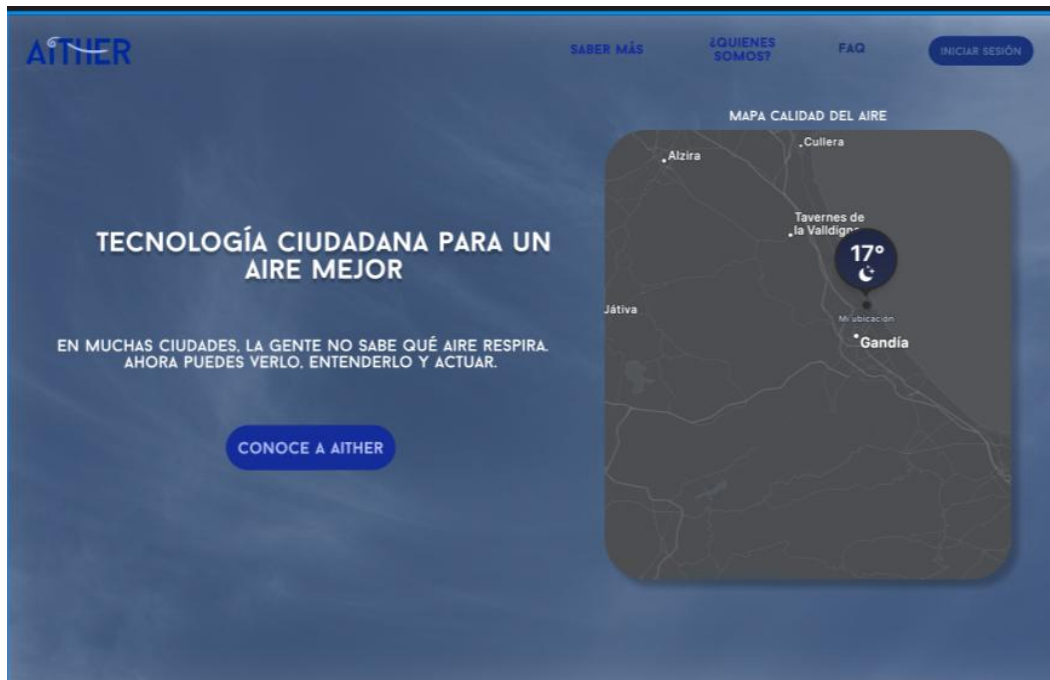 AITHER
SABER MÁS
¿QUIENES
SOMOS?
FAQ
INICIAR SESIÓN
MAPA CALIDAD DEL AIRE
Cullera
Alzira
Tavernes de
la Valldigna
17°
Játiva
Mi ubicación
Gandía
TECNOLOGÍA CIUDADANA PARA UN
AIRE MEJOR
EN MUCHAS CIUDADES, LA GENTE NO SABE QUÉ AIRE RESPIRA.
AHORA PUEDES VERLO, ENTENDERLO Y ACTUAR.
CONOCE A AITHER